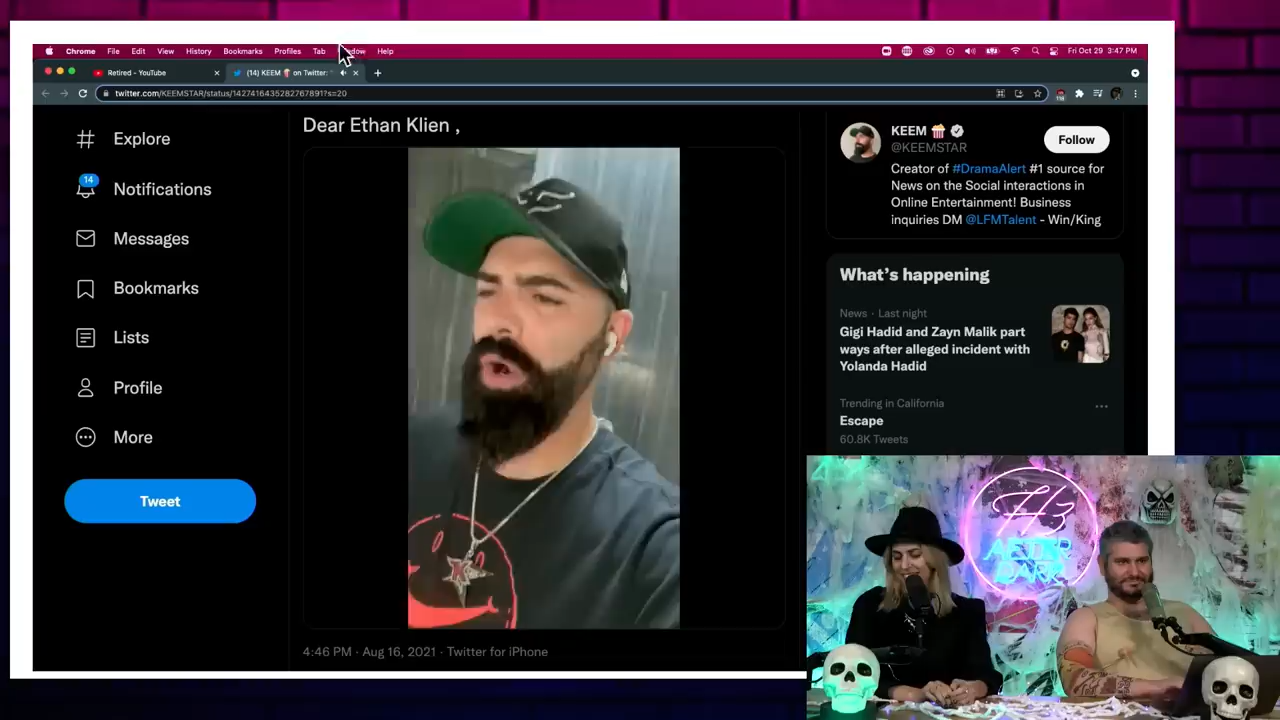 Chrome File Edit View History Bookmarks Profiles Tab Window Help
Fri Oct 29 3:47 PM
Retired - YouTube
(14) KEEM 🍿 on Twitter: "
twitter.com/KEEMSTAR/status/1427416435282767891?s=20
Explore
14
Notifications
Messages
Bookmarks
Lists
Profile
More
Tweet
Dear Ethan Klien ,
4:46 PM · Aug 16, 2021 · Twitter for iPhone
KEEM 🍿
@KEEMSTAR
Follow
Creator of #DramaAlert #1 source for
News on the Social interactions in
Online Entertainment! Business
inquiries DM @LFMTalent - Win/King
What's happening
News · Last night
Gigi Hadid and Zayn Malik part
ways after alleged incident with
Yolanda Hadid
Trending in California
Escape
60.8K Tweets
H3
AFTER
DARK